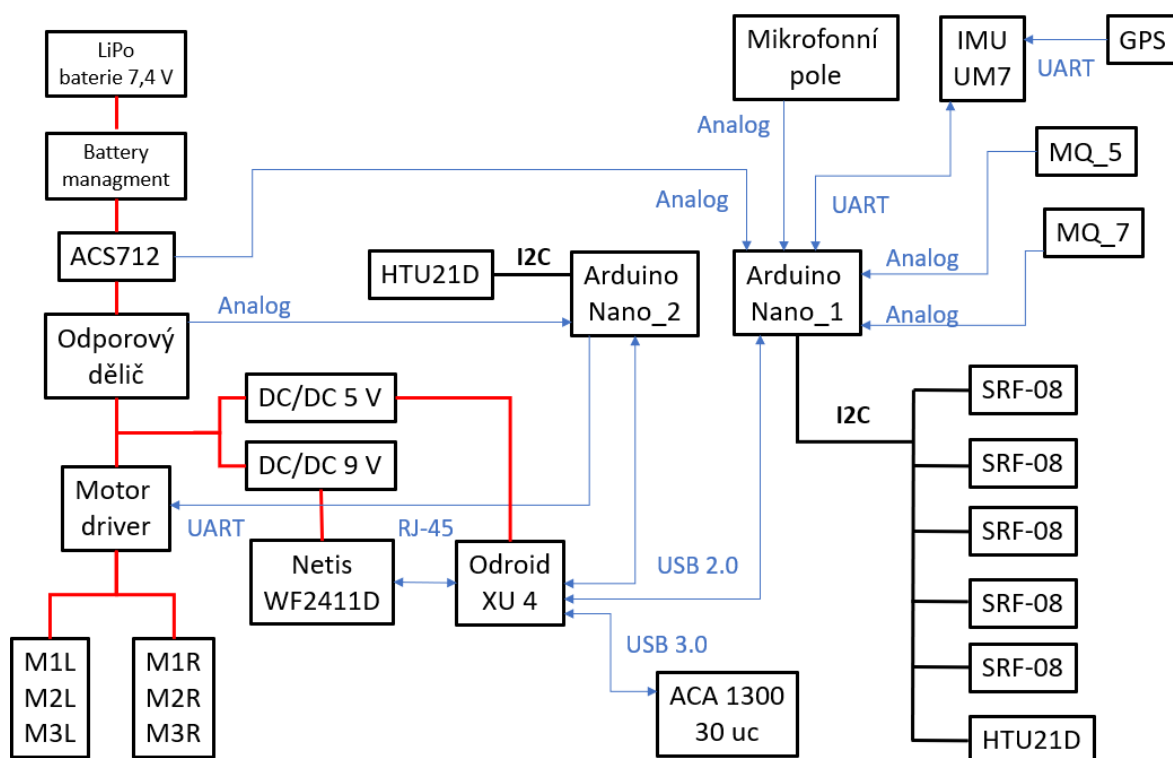 LiPo
baterie 7,4 V
Battery
managment
ACS712
Odporový
dělič
Motor
driver
M1L
M2L
M3L
M1R
M2R
M3R
DC/DC 5 V
DC/DC 9 V
Netis
WF2411D
Odroid
XU 4
ACA 1300
30 uc
HTU21D
I2C
Arduino
Nano_2
Analog
UART
RJ-45
USB 2.0
USB 3.0
Mikrofonní
pole
Analog
Analog
IMU
UM7
UART
GPS
UART
MQ_5
MQ_7
Analog
Analog
Arduino
Nano_1
I2C
SRF-08
SRF-08
SRF-08
SRF-08
SRF-08
HTU21D